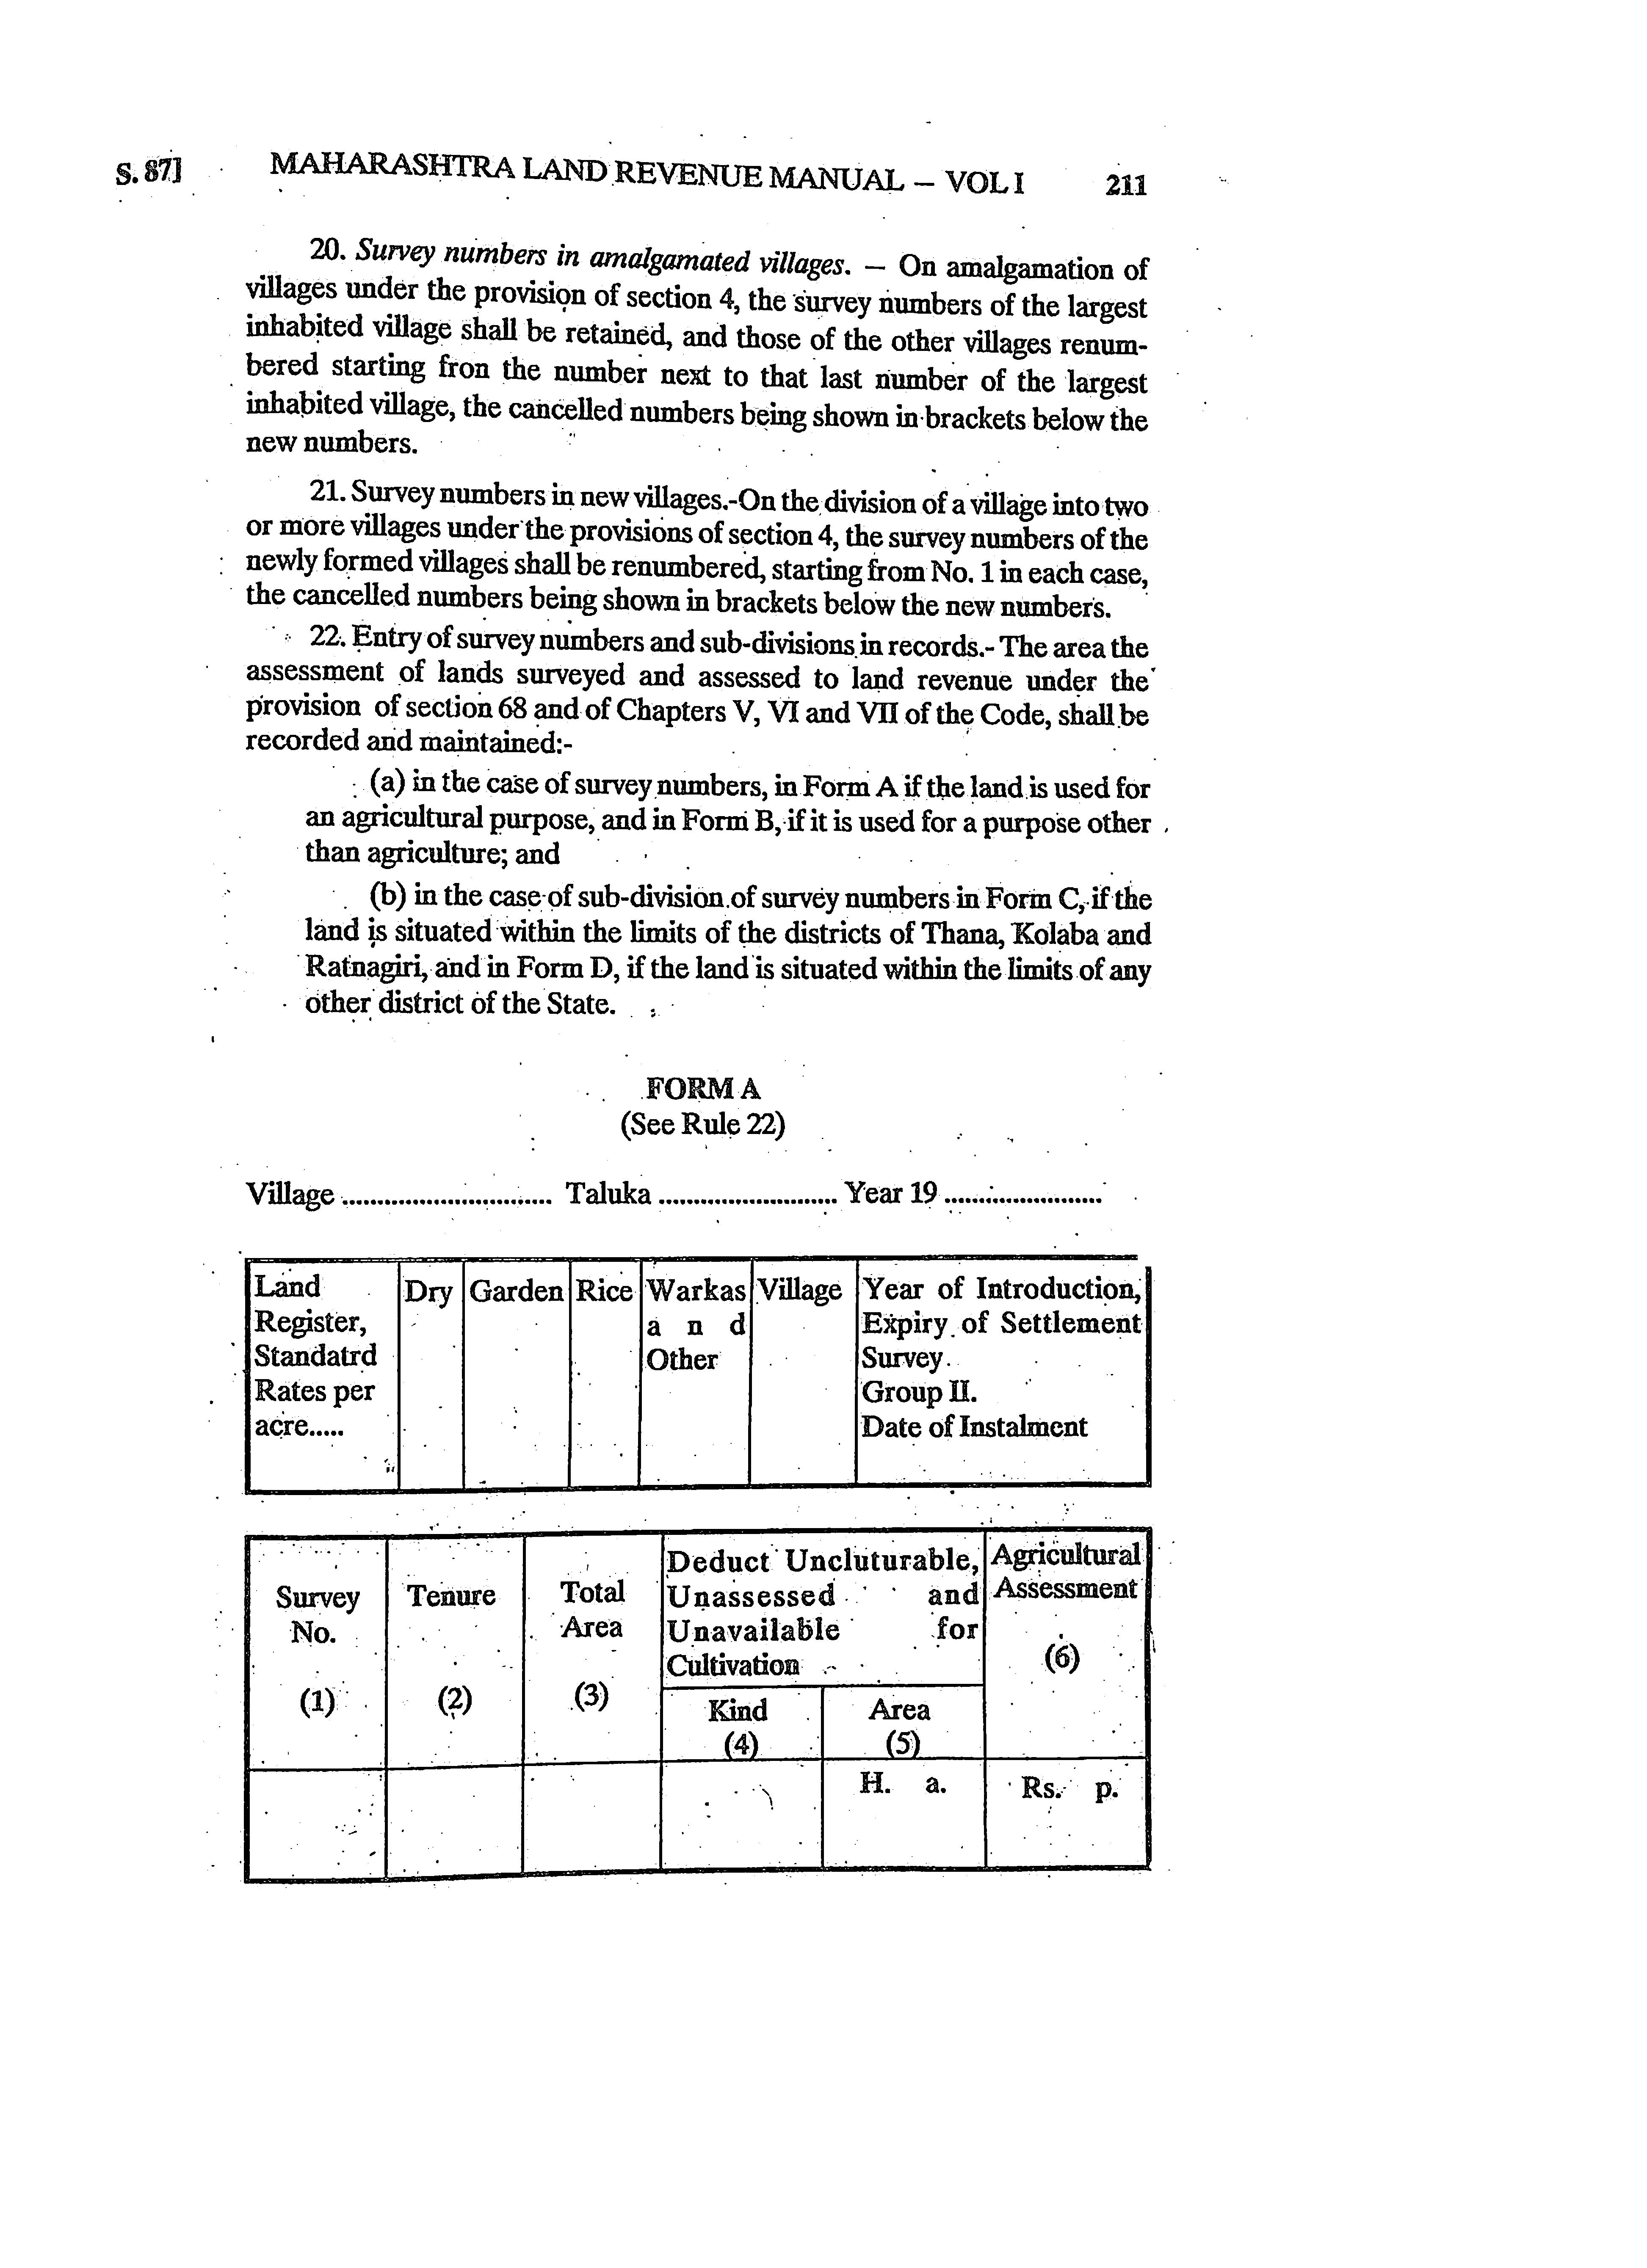 S. 87] MAHARASHTRA LAND REVENUE MANUAL – VOL I 211
20. Survey numbers in amalgamated villages. – On amalgamation of
villages under the provision of section 4, the survey numbers of the largest
inhabited village shall be retained, and those of the other villages renum-
bered starting fron the number next to that last number of the largest
inhabited village, the cancelled numbers being shown in brackets below the
new numbers.
21. Survey numbers in new villages.-On the division of a village into two
or more villages under the provisions of section 4, the survey numbers of the
newly formed villages shall be renumbered, starting from No. 1 in each case,
the cancelled numbers being shown in brackets below the new numbers.
22. Entry of survey numbers and sub-divisions in records.- The area the
assessment of lands surveyed and assessed to land revenue under the
provision of section 68 and of Chapters V, VI and VII of the Code, shall be
recorded and maintained:-
(a) in the case of survey numbers, in Form A if the land is used for
an agricultural purpose, and in Form B, if it is used for a purpose other
than agriculture; and
(b) in the case of sub-division of survey numbers in Form C, if the
land is situated within the limits of the districts of Thana, Kolaba and
Ratnagiri, and in Form D, if the land is situated within the limits of any
other district of the State.
FORM A
(See Rule 22)
Village .............................. Taluka .......................... Year 19 .......................
Land
Register,
Standatrd
Rates per
acre.....
Dry
Garden
Rice
Warkas
a n d
Other
Village
Year of Introduction,
Expiry of Settlement
Survey.
Group II.
Date of Instalment
Survey
No.
(1)
Tenure
(2)
Total
Area
(3)
Deduct Uncluturable,
Unassessed and
Unavailable for
Cultivation
Kind
(4)
Area
(5)
Agricultural
Assessment
(6)
H. a.
Rs. p.